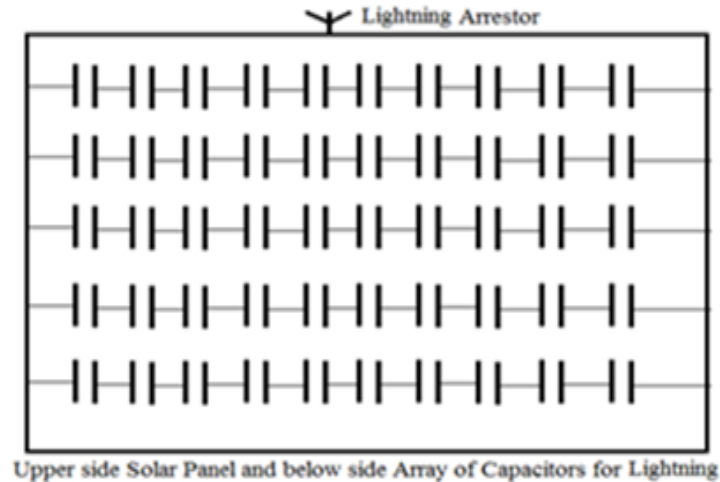 Lightning Arrestor
Upper side Solar Panel and below side Array of Capacitors for Lightning